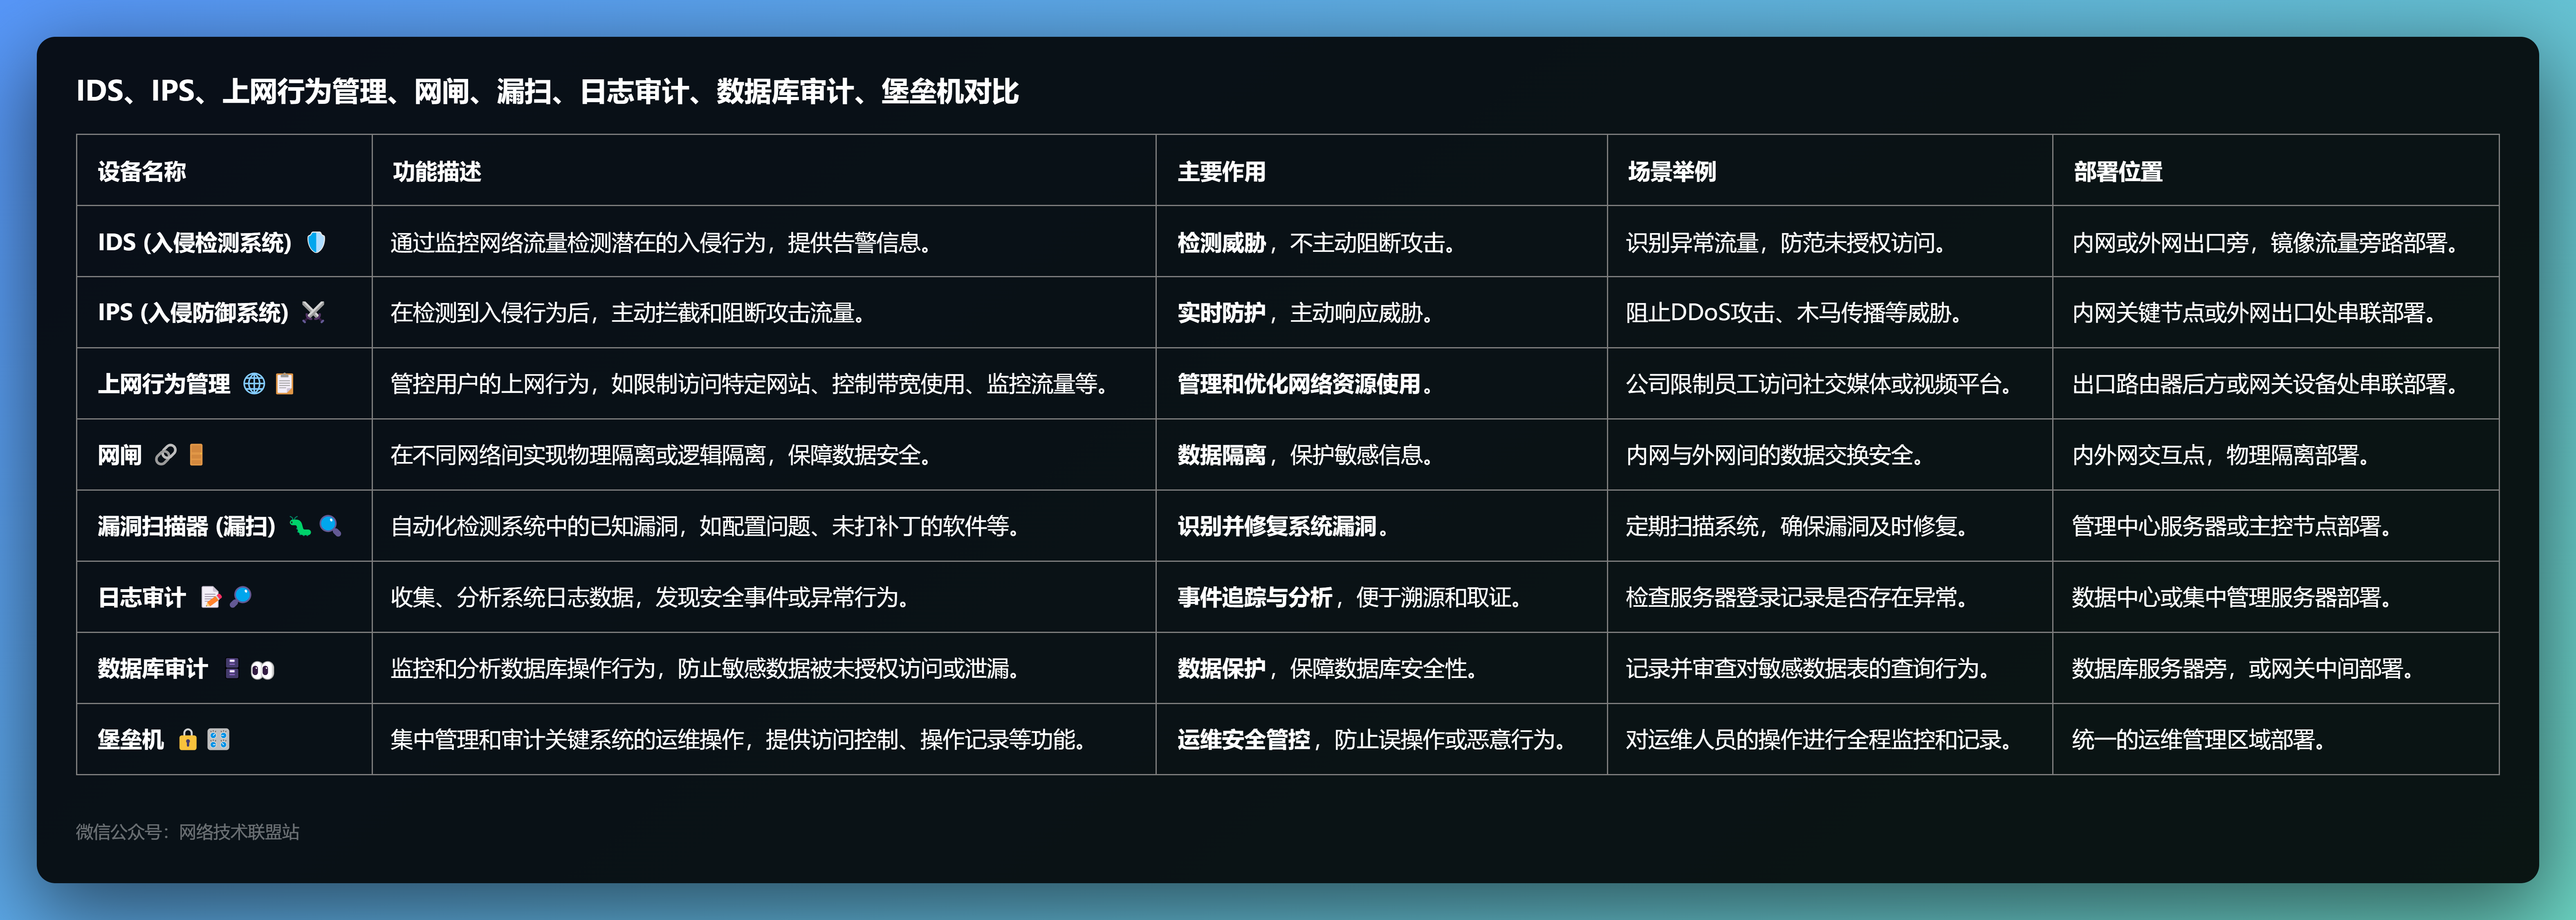 IDS、IPS、上网行为管理、网闸、漏扫、日志审计、数据库审计、堡垒机对比
设备名称 功能描述 主要作用 场景举例 部署位置
IDS (入侵检测系统) 通过监控网络流量检测潜在的入侵行为，提供告警信息。 检测威胁，不主动阻断攻击。 识别异常流量，防范未授权访问。 内网或外网出口旁，镜像流量旁路部署。
IPS (入侵防御系统) 在检测到入侵行为后，主动拦截和阻断攻击流量。 实时防护，主动响应威胁。 阻止DDoS攻击、木马传播等威胁。 内网关键节点或外网出口处串联部署。
上网行为管理 管控用户的上网行为，如限制访问特定网站、控制带宽使用、监控流量等。 管理和优化网络资源使用。 公司限制员工访问社交媒体或视频平台。 出口路由器后方或网关设备处串联部署。
网闸 在不同网络间实现物理隔离或逻辑隔离，保障数据安全。 数据隔离，保护敏感信息。 内网与外网间的数据交换安全。 内外网交互点，物理隔离部署。
漏洞扫描器 (漏扫) 自动化检测系统中的已知漏洞，如配置问题、未打补丁的软件等。 识别并修复系统漏洞。 定期扫描系统，确保漏洞及时修复。 管理中心服务器或主控节点部署。
日志审计 收集、分析系统日志数据，发现安全事件或异常行为。 事件追踪与分析，便于溯源和取证。 检查服务器登录记录是否存在异常。 数据中心或集中管理服务器部署。
数据库审计 监控和分析数据库操作行为，防止敏感数据被未授权访问或泄漏。 数据保护，保障数据库安全性。 记录并审查对敏感数据表的查询行为。 数据库服务器旁，或网关中间部署。
堡垒机 集中管理和审计关键系统的运维操作，提供访问控制、操作记录等功能。 运维安全管控，防止误操作或恶意行为。 对运维人员的操作进行全程监控和记录。 统一的运维管理区域部署。
微信公众号：网络技术联盟站